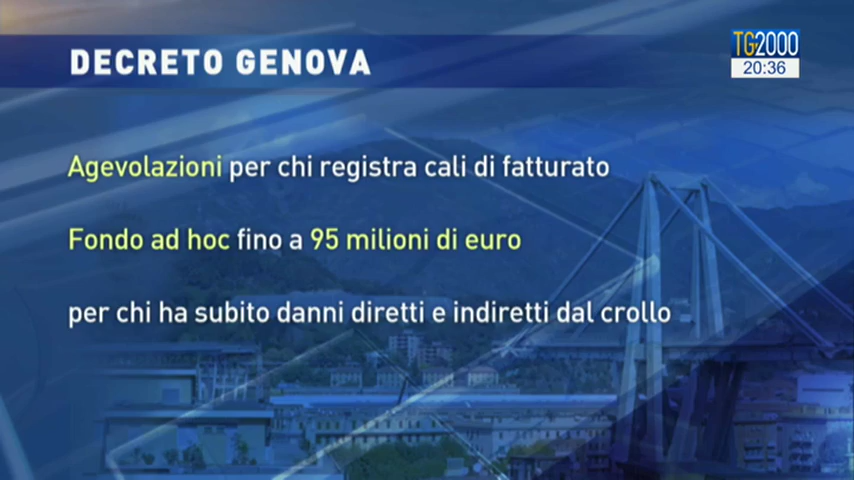 DECRETO GENOVA
TG2000
20:36
Agevolazioni per chi registra cali di fatturato
Fondo ad hoc fino a 95 milioni di euro
per chi ha subito danni diretti e indiretti dal crollo